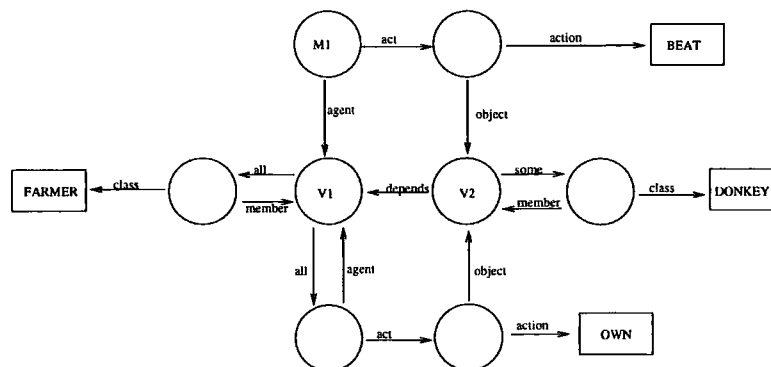 M1 act action BEAT
agent object
all some
FARMER class V1 depends V2 class DONKEY
member member
all agent object
act action OWN